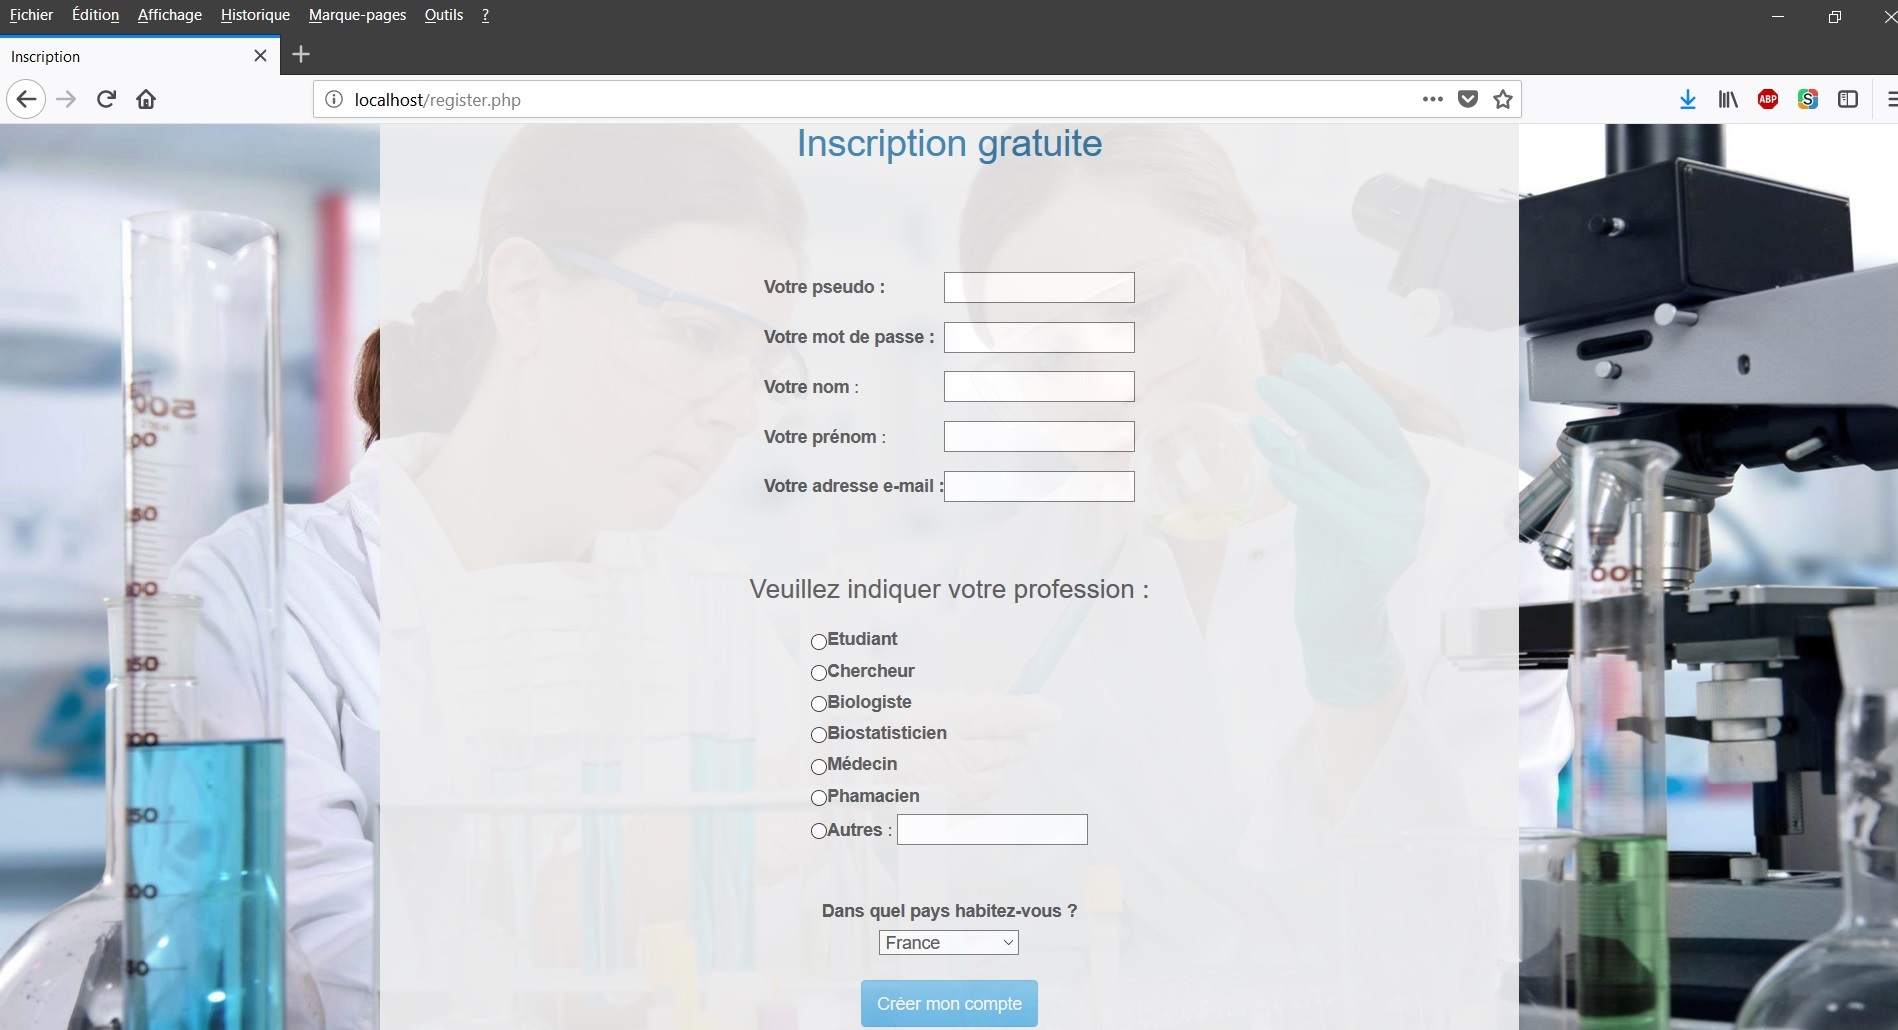 Fichier Édition Affichage Historique Marque-pages Outils ?
Inscription
localhost/register.php
ABP
S
Inscription gratuite
Votre pseudo :
Votre mot de passe :
Votre nom :
Votre prénom :
Votre adresse e-mail :
Veuillez indiquer votre profession :
Etudiant
Chercheur
Biologiste
Biostatisticien
Médecin
Phamacien
Autres :
Dans quel pays habitez-vous ?
France
Créer mon compte